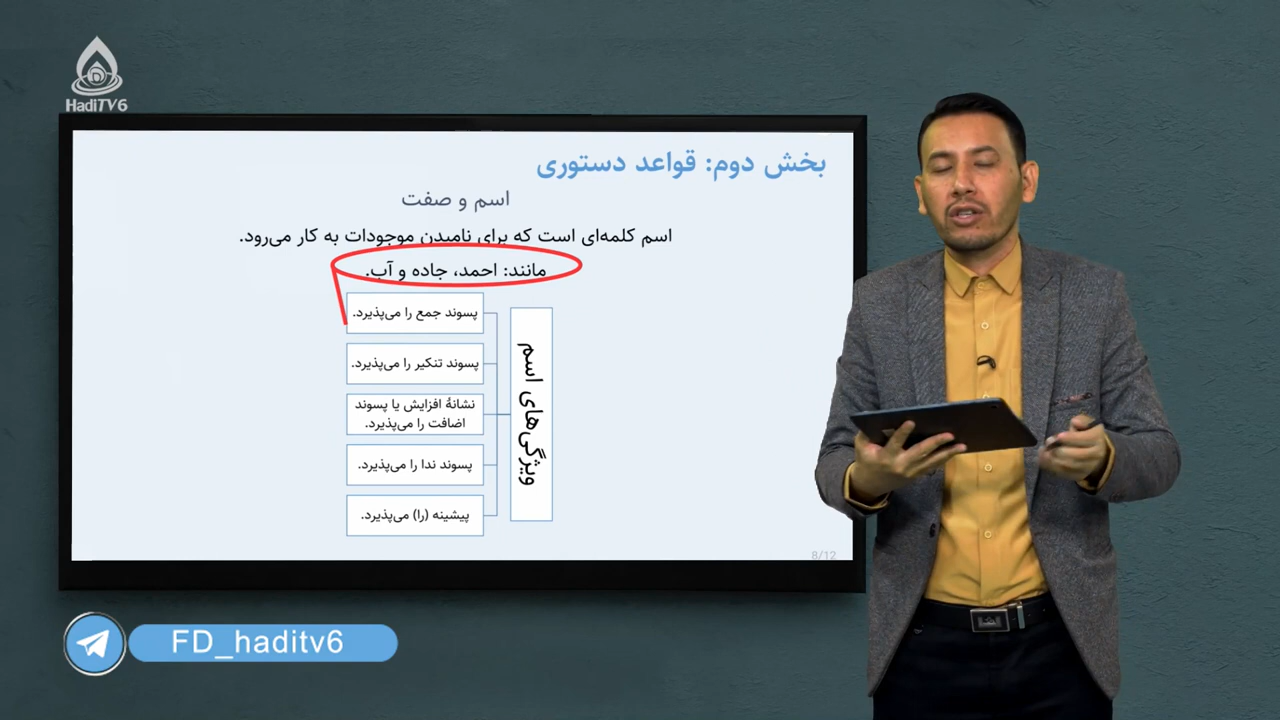 HadiTV6
بخش دوم: قواعد دستوری
اسم و صفت
اسم کلمه‌ای است که برای نامیدن موجودات به کار می‌رود.
مانند: احمد، جاده و آب.
ویژگی‌های اسم
پسوند جمع را می‌پذیرد.
پسوند تنکیر را می‌پذیرد.
نشانهٔ افزایش یا پسوند
اضافت را می‌پذیرد.
پسوند ندا را می‌پذیرد.
پیشینه (را) می‌پذیرد.
8/12
FD_haditv6